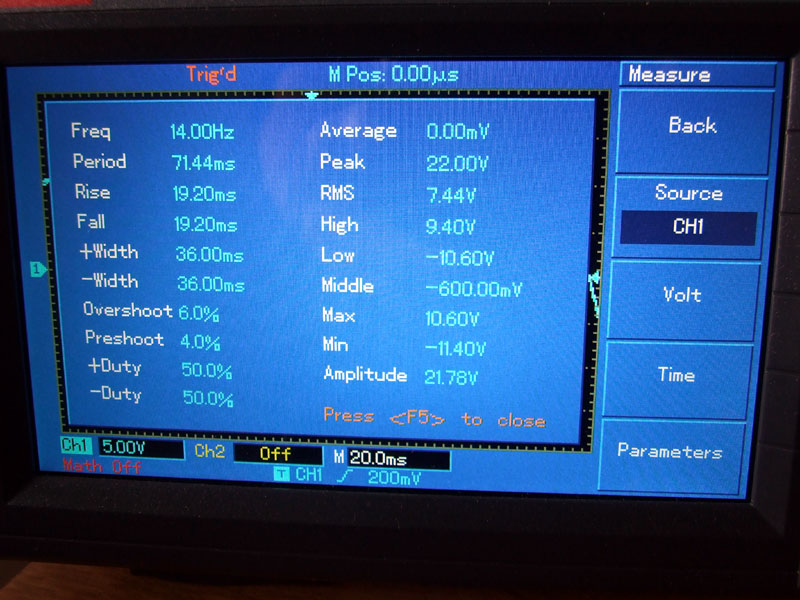 Trig'd M Pos: 0.00μs Measure
Freq 14.00Hz
Period 71.44ms
Rise 19.20ms
Fall 19.20ms
+Width 36.00ms
-Width 36.00ms
Overshoot 6.0%
Preshoot 4.0%
+Duty 50.0%
-Duty 50.0%
Average 0.00mV
Peak 22.00V
RMS 7.44V
High 9.40V
Low -10.60V
Middle -600.00mV
Max 10.60V
Min -11.40V
Amplitude 21.78V
Press <F5> to close
Back
Source
CH1
Volt
Time
Parameters
1
Ch1 5.00V Ch2 Off M 20.0ms
Math Off T CH1 200mV